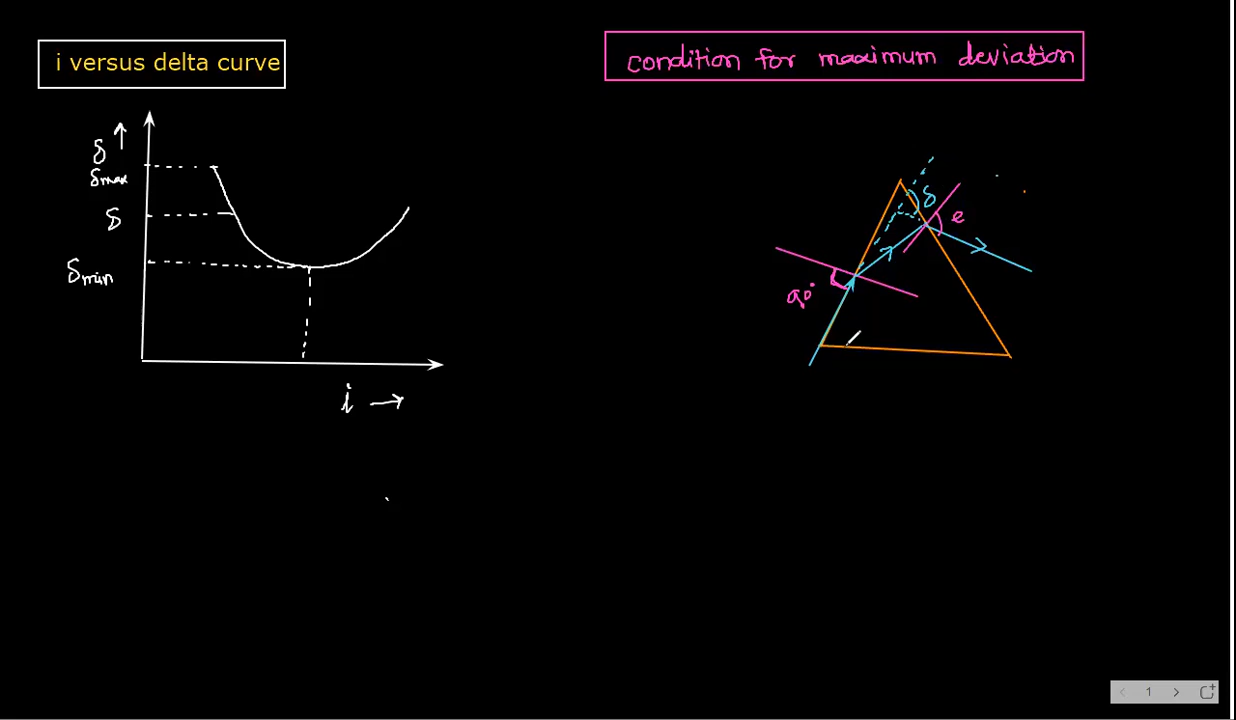 i versus delta curve
condition for maximum deviation
δ ↑
δmax
δ
δmin
i →
δ
e
90°
1